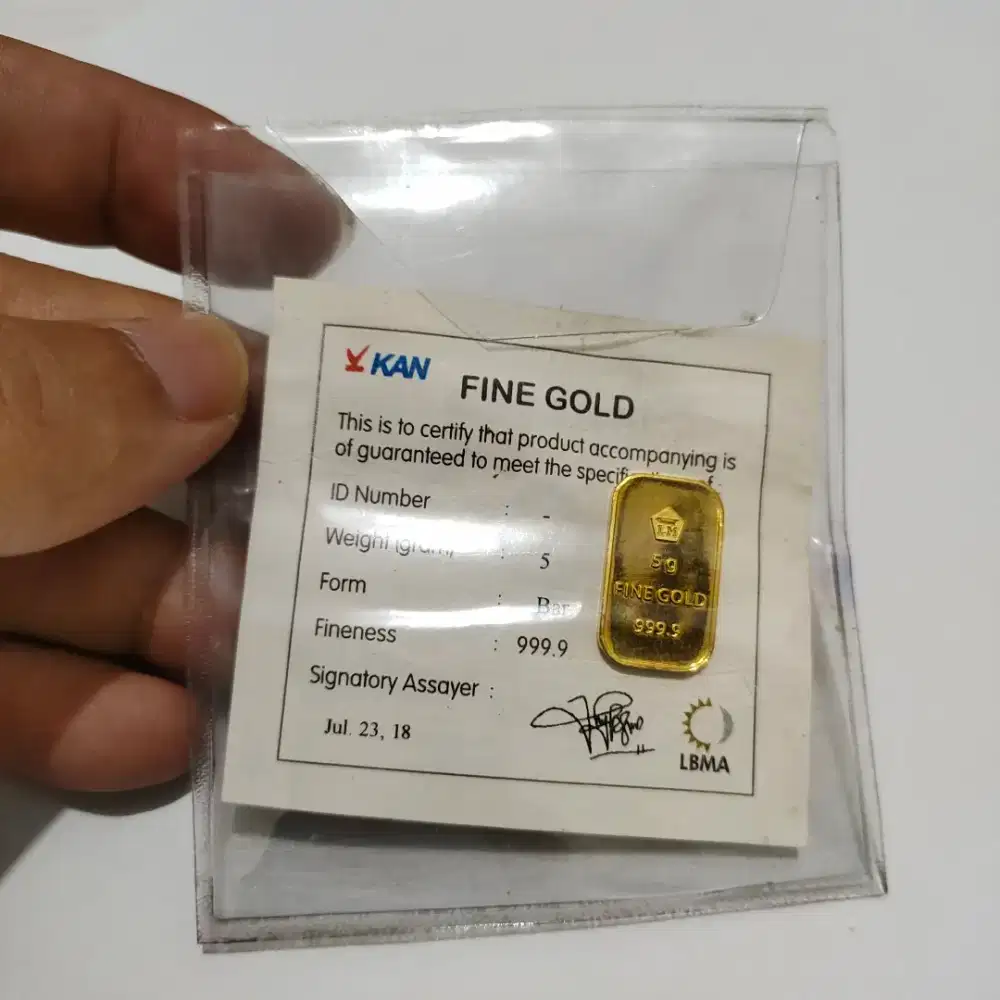 KAN
FINE GOLD
This is to certify that product accompanying is
of guaranteed to meet the
ID Number : -
Weight : 5
Form : Bar
Fineness : 999.9
Signatory Assayer :
Jul. 23, 18
LBMA
LM
5 g
FINE GOLD
999.9